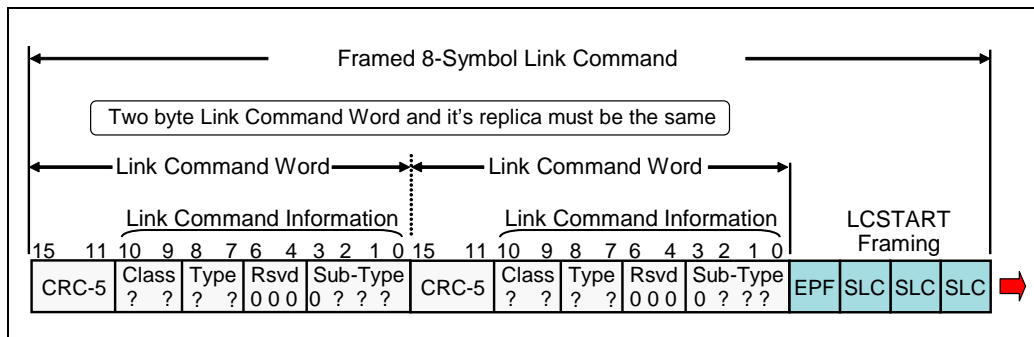 Framed 8-Symbol Link Command
Two byte Link Command Word and it's replica must be the same
Link Command Word Link Command Word
Link Command Information Link Command Information LCSTART
Framing
15 11 10 9 8 7 6 4 3 2 1 0 15 11 10 9 8 7 6 4 3 2 1 0
CRC-5 Class Type Rsvd Sub-Type CRC-5 Class Type Rsvd Sub-Type EPF SLC SLC SLC
? ? ? ? 0 0 0 0 ? ? ? ? ? ? ? 0 0 0 0 ? ? ?